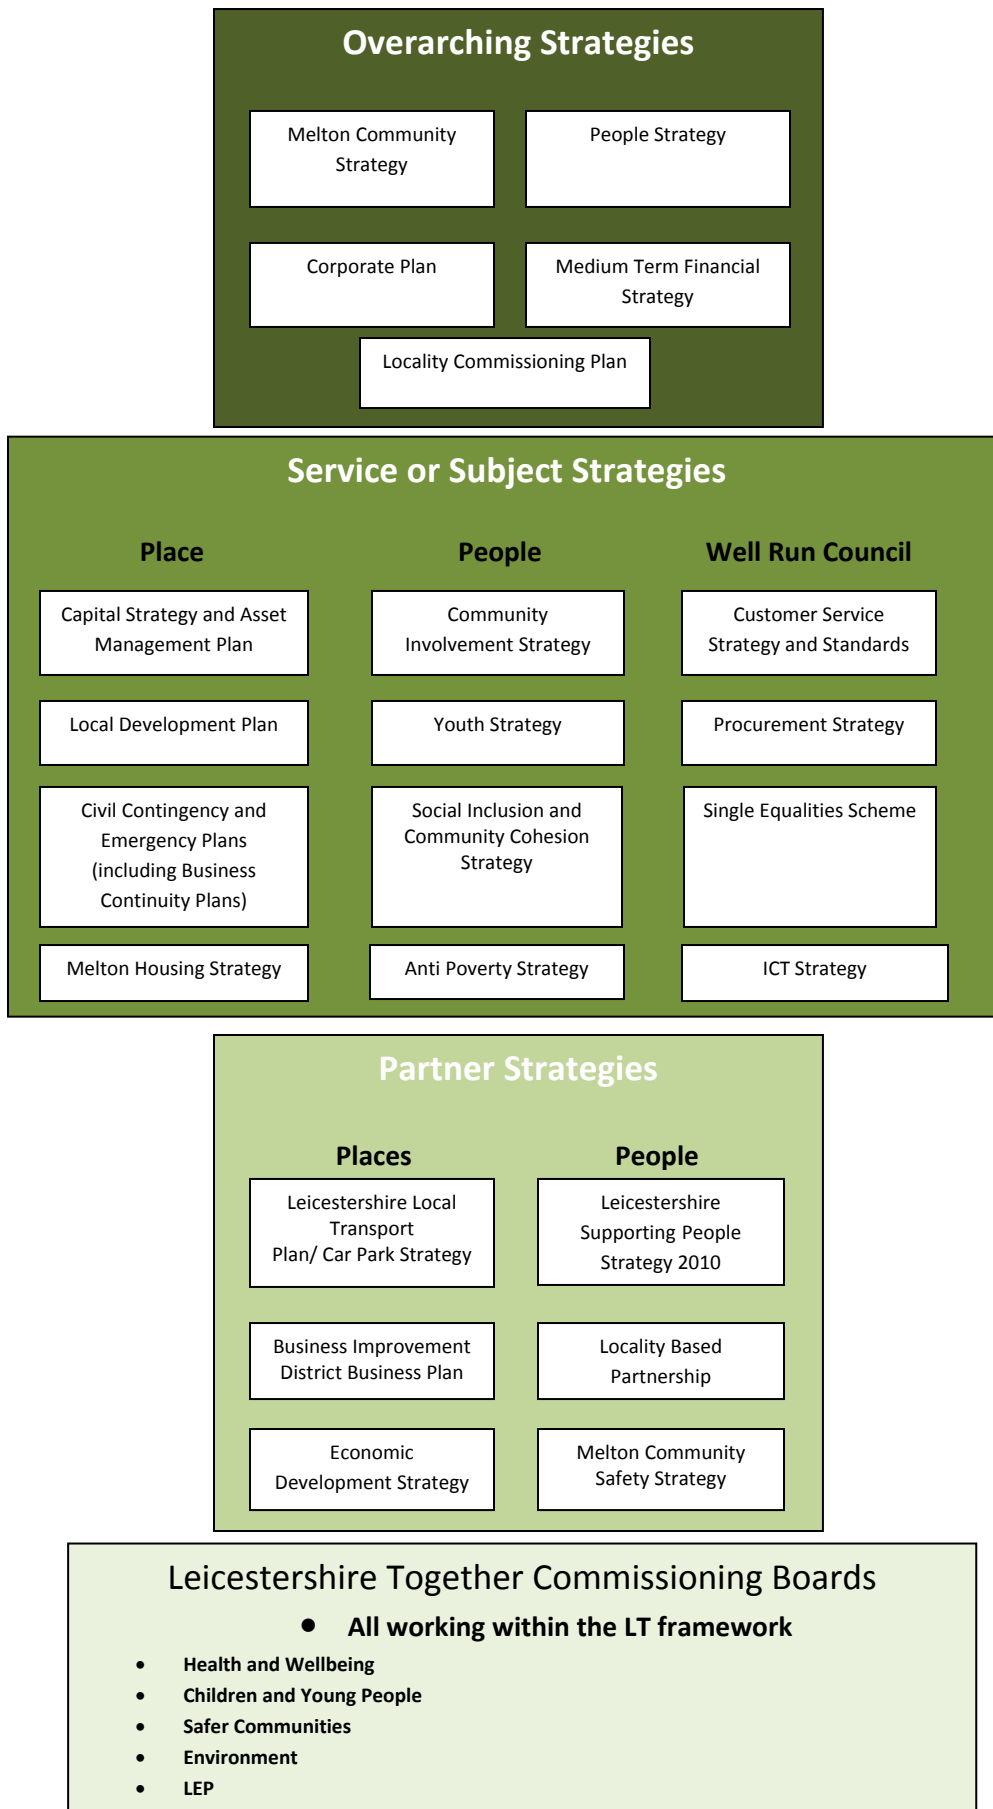 Overarching Strategies
Melton Community
Strategy
People Strategy
Corporate Plan
Medium Term Financial
Strategy
Locality Commissioning Plan
Service or Subject Strategies
Place
People
Well Run Council
Capital Strategy and Asset
Management Plan
Community
Involvement Strategy
Customer Service
Strategy and Standards
Local Development Plan
Youth Strategy
Procurement Strategy
Civil Contingency and
Emergency Plans
(including Business
Continuity Plans)
Social Inclusion and
Community Cohesion
Strategy
Single Equalities Scheme
Melton Housing Strategy
Anti Poverty Strategy
ICT Strategy
Partner Strategies
Places
People
Leicestershire Local
Transport
Plan/ Car Park Strategy
Leicestershire
Supporting People
Strategy 2010
Business Improvement
District Business Plan
Locality Based
Partnership
Economic
Development Strategy
Melton Community
Safety Strategy
Leicestershire Together Commissioning Boards
• All working within the LT framework
• Health and Wellbeing
• Children and Young People
• Safer Communities
• Environment
• LEP